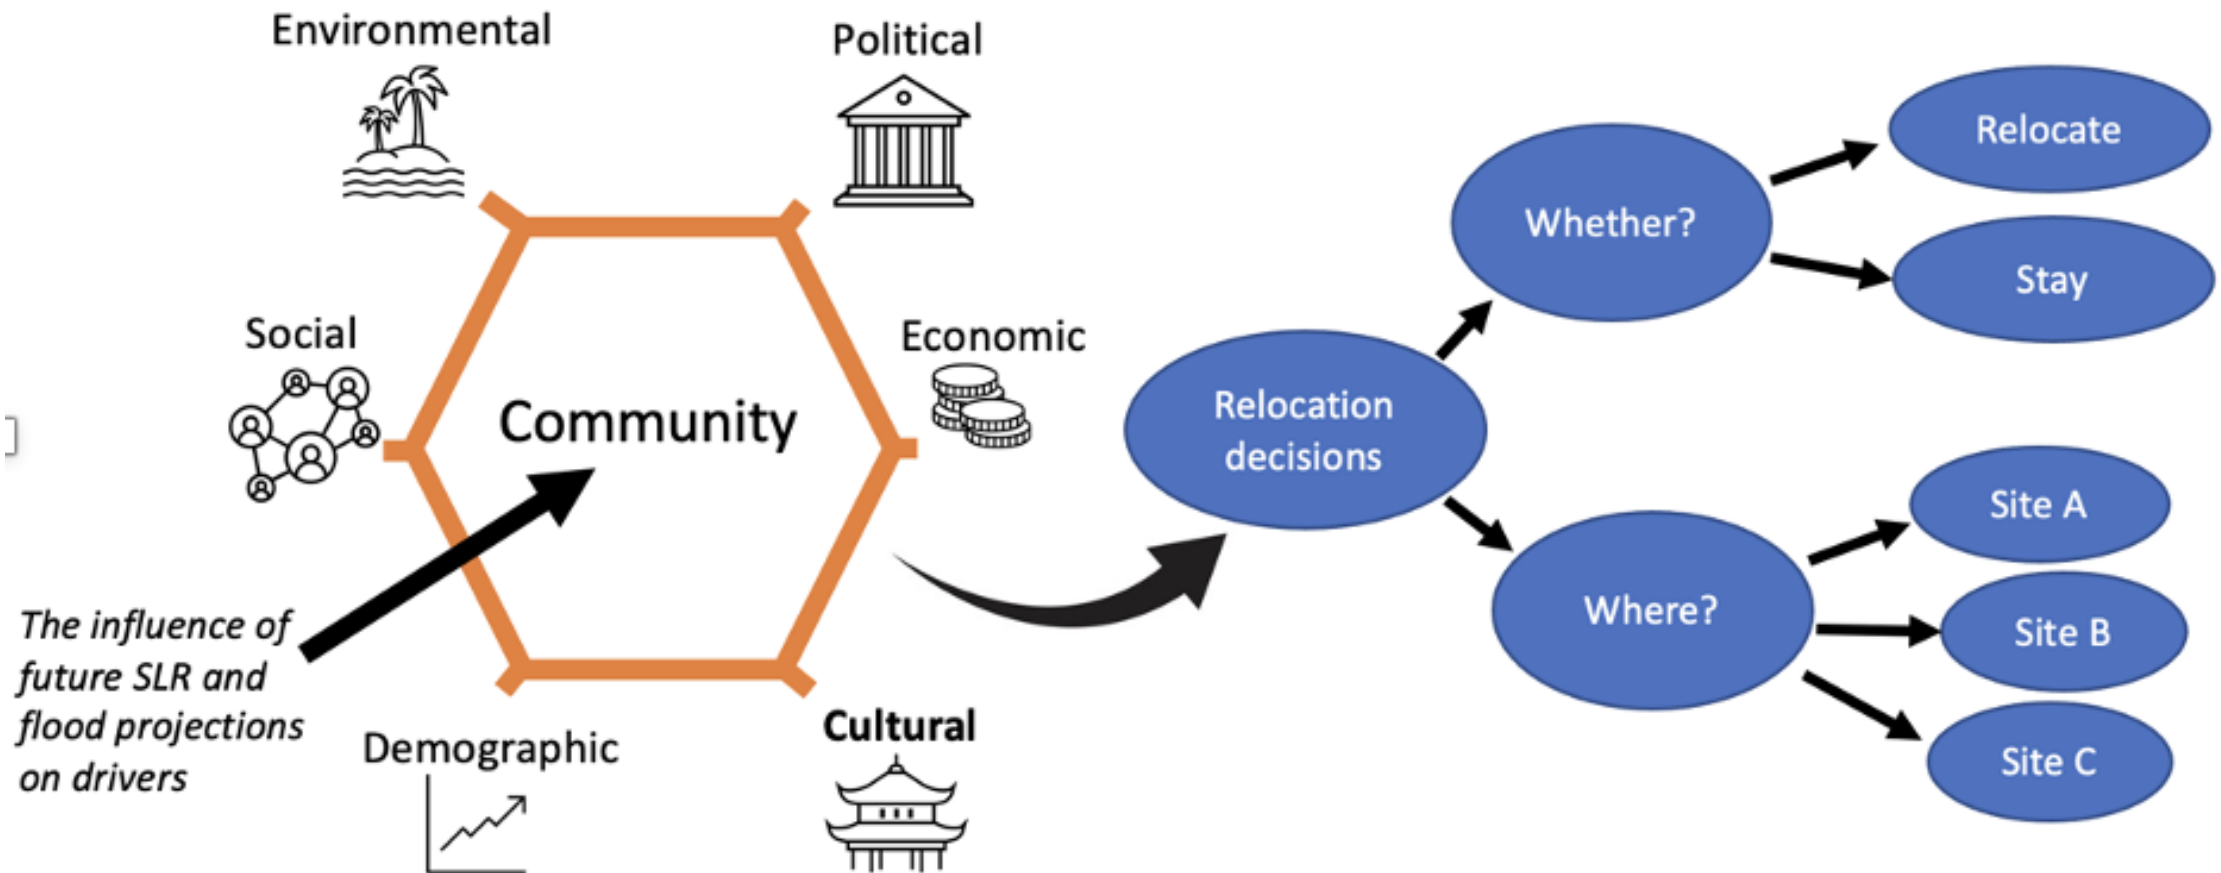 Environmental
Political
Social
Economic
Community
The influence of
future SLR and
flood projections
on drivers
Demographic
Cultural
Relocation
decisions
Whether?
Relocate
Stay
Where?
Site A
Site B
Site C